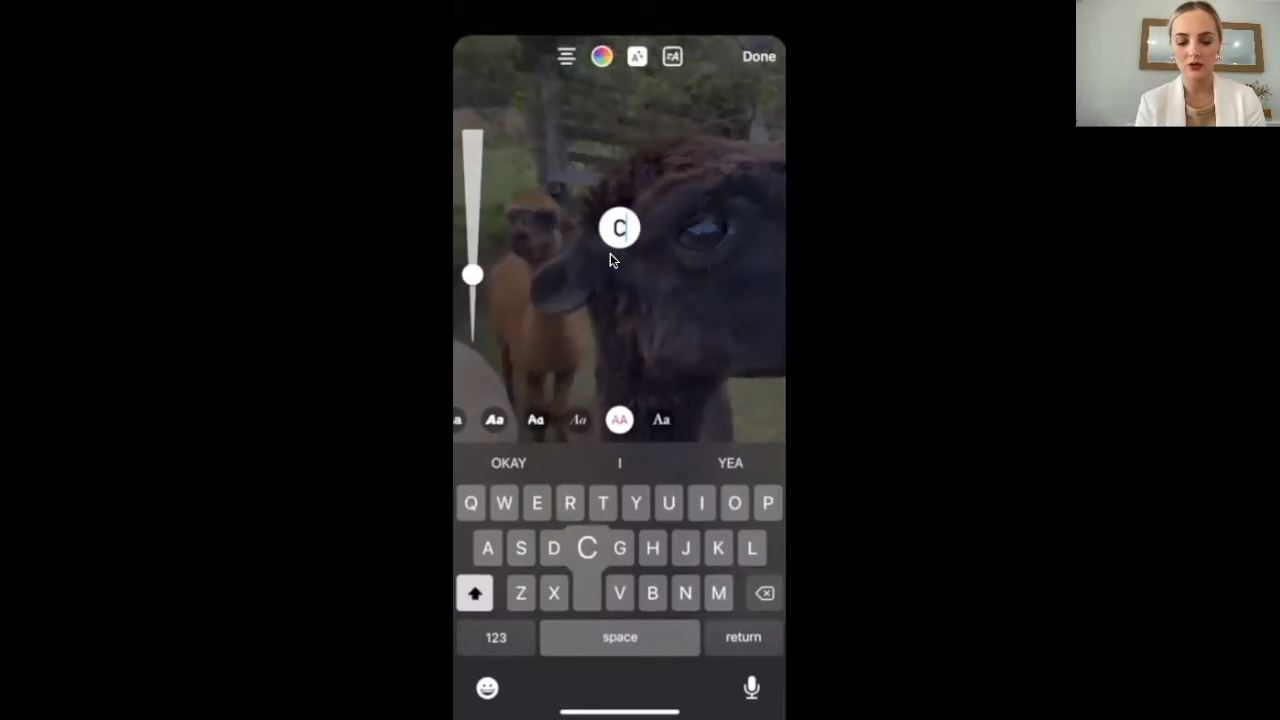 Done
C
a Aa Aa Aa AA Aa
OKAY I YEA
Q W E R T Y U I O P
A S D C G H J K L
Z X V B N M
123 space return